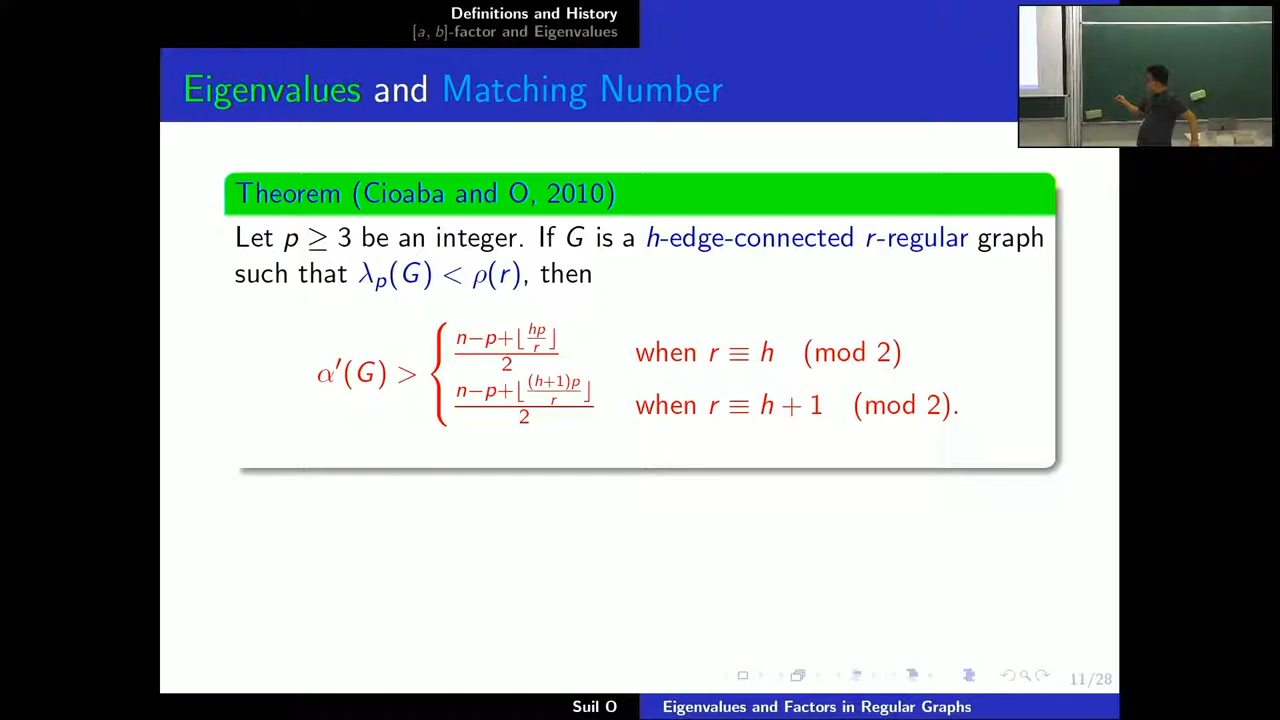 Definitions and History
[a, b]-factor and Eigenvalues
Eigenvalues and Matching Number
Theorem (Cioaba and O, 2010)
Let p ≥ 3 be an integer. If G is a h-edge-connected r-regular graph
such that λ_p(G) < ρ(r), then
α′(G) > { (n−p+⌊hp/r⌋)/2 when r ≡ h (mod 2)
(n−p+⌊(h+1)p/r⌋)/2 when r ≡ h + 1 (mod 2).
11/28
Suil O Eigenvalues and Factors in Regular Graphs